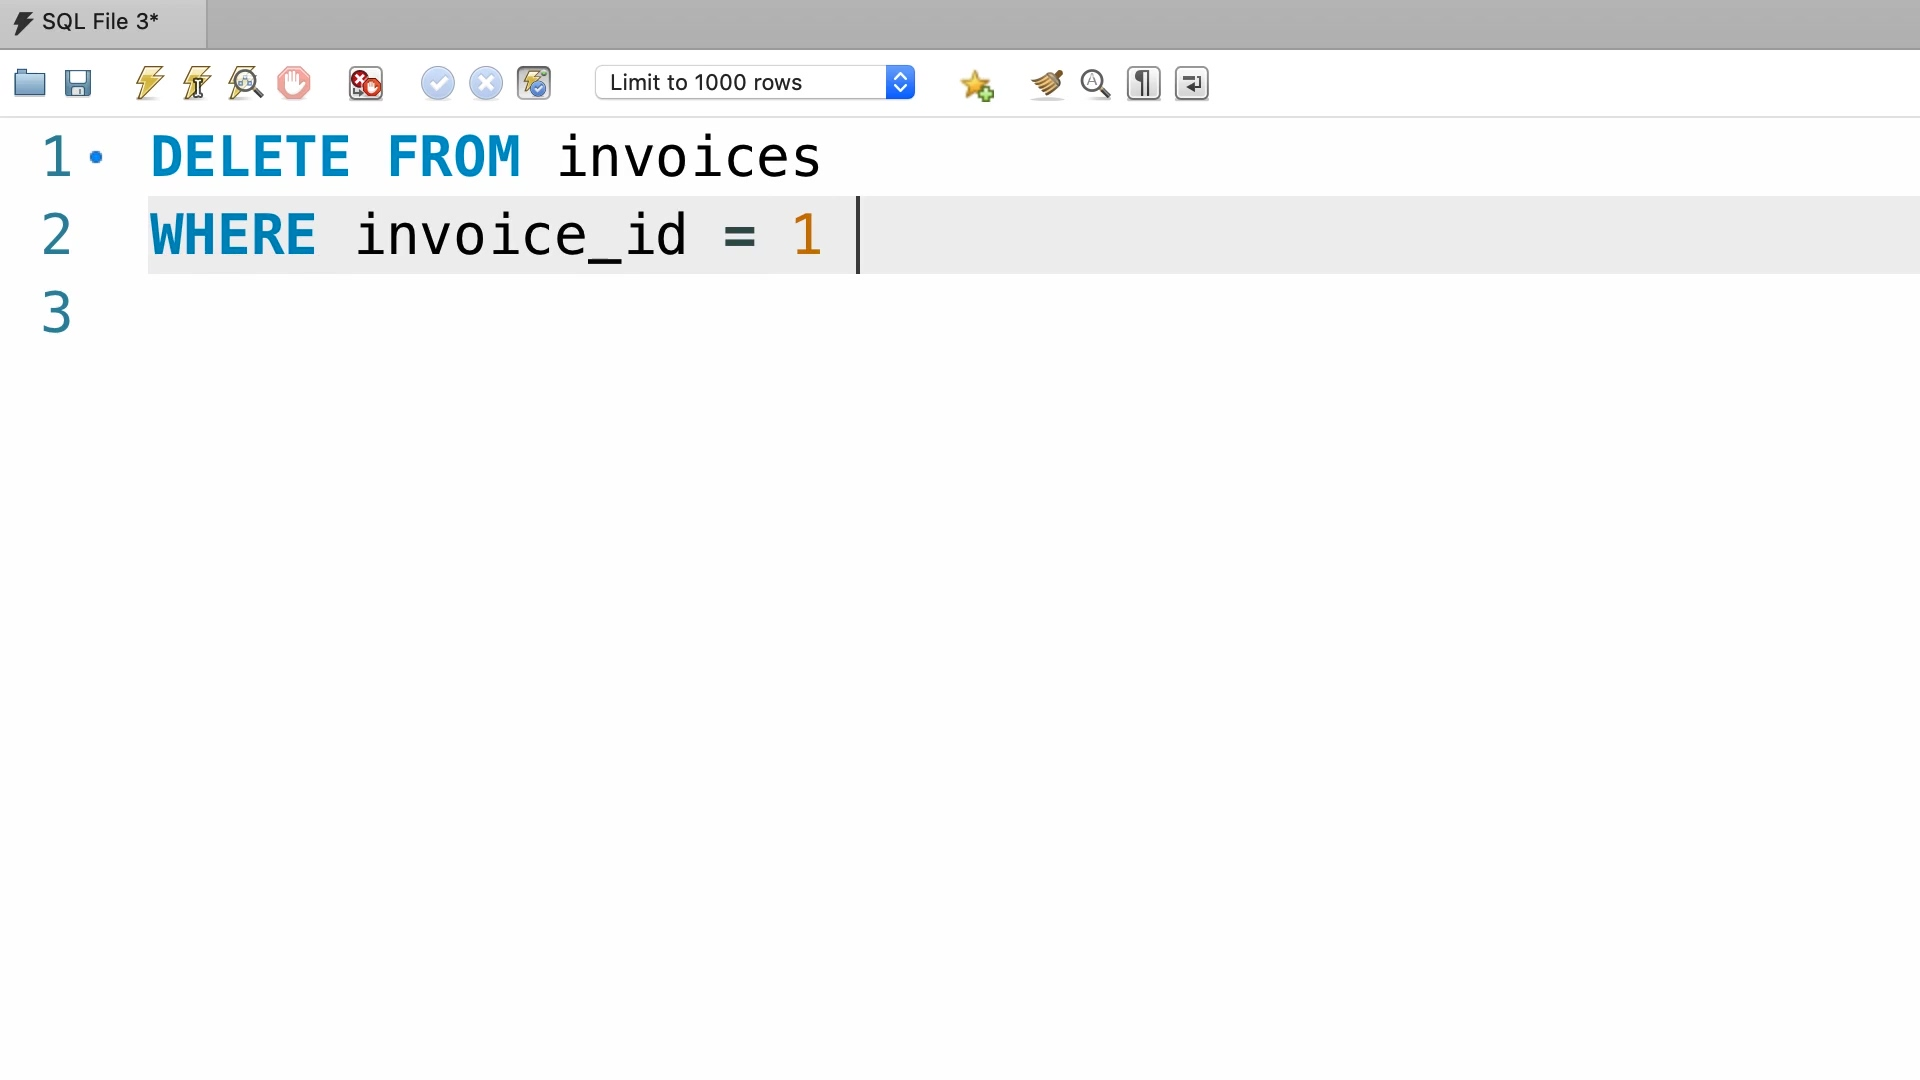 SQL File 3*
Limit to 1000 rows
1 DELETE FROM invoices
2 WHERE invoice_id = 1
3